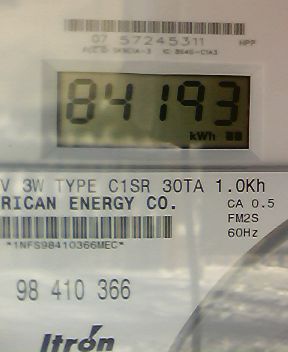 07 57245311 HPP
84193
kWh
V 3W TYPE C1SR 30TA 1.0Kh
RICAN ENERGY CO.
CA 0.5
FM2S
60Hz
*1NFS98410366MEC*
98 410 366
Itron